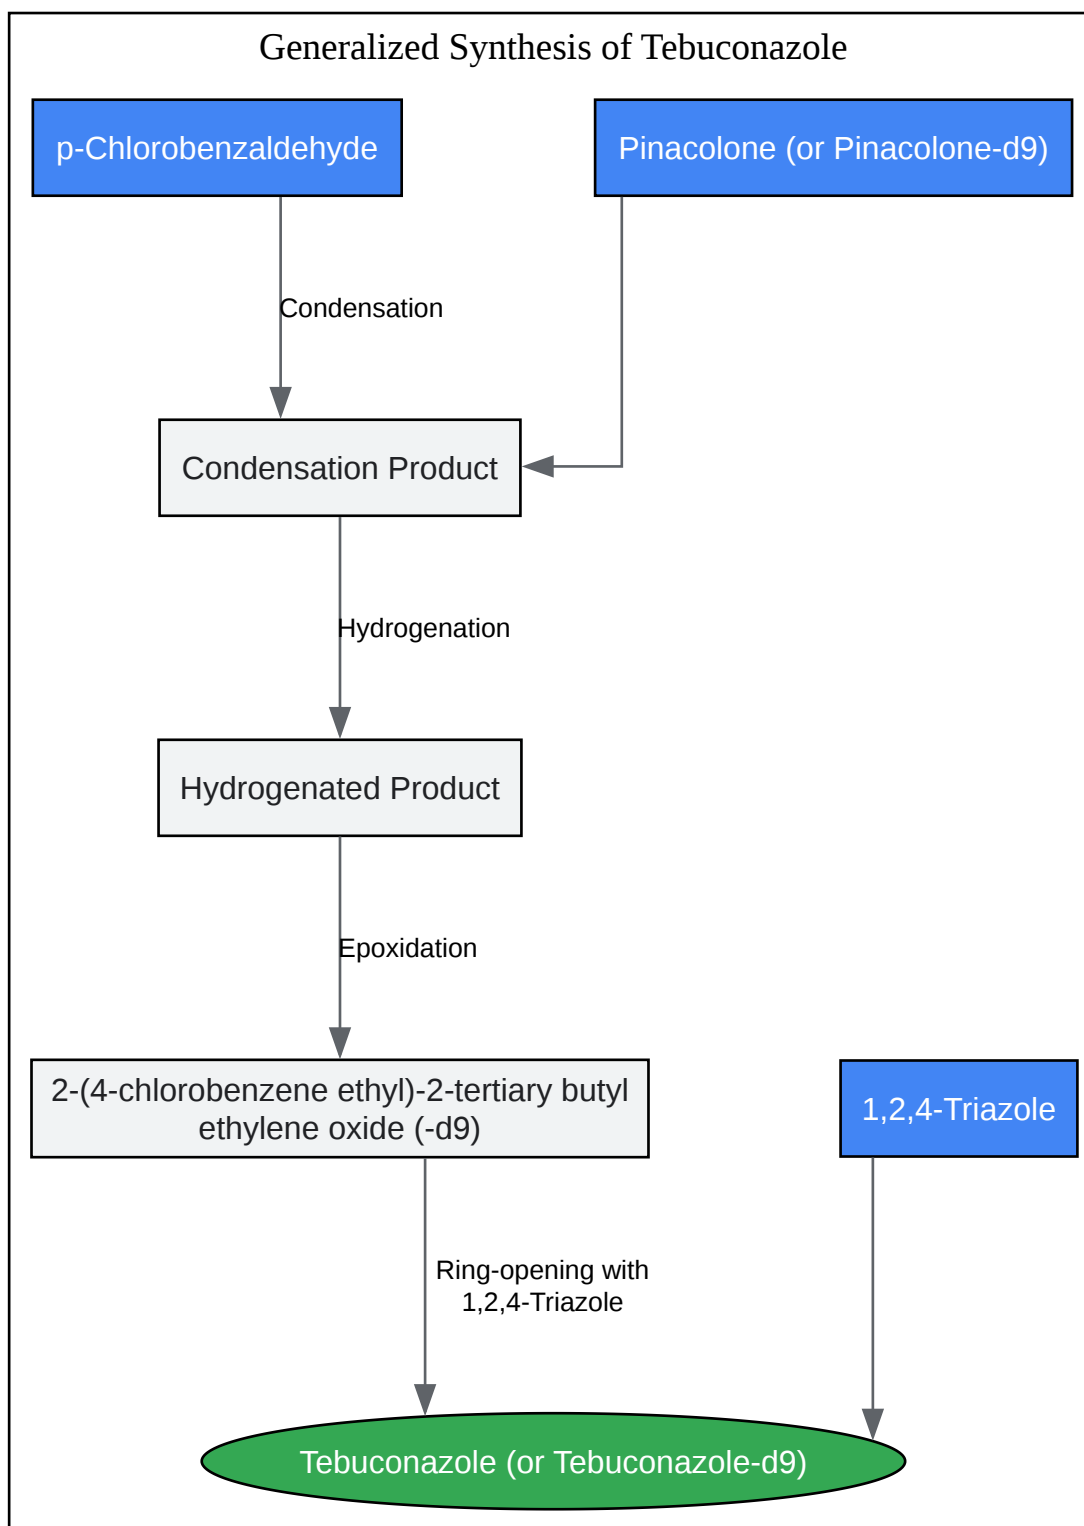 Generalized Synthesis of Tebuconazole
p-Chlorobenzaldehyde
Pinacolone (or Pinacolone-d9)
Condensation
Condensation Product
Hydrogenation
Hydrogenated Product
Epoxidation
2-(4-chlorobenzene ethyl)-2-tertiary butyl
ethylene oxide (-d9)
1,2,4-Triazole
Ring-opening with
1,2,4-Triazole
Tebuconazole (or Tebuconazole-d9)